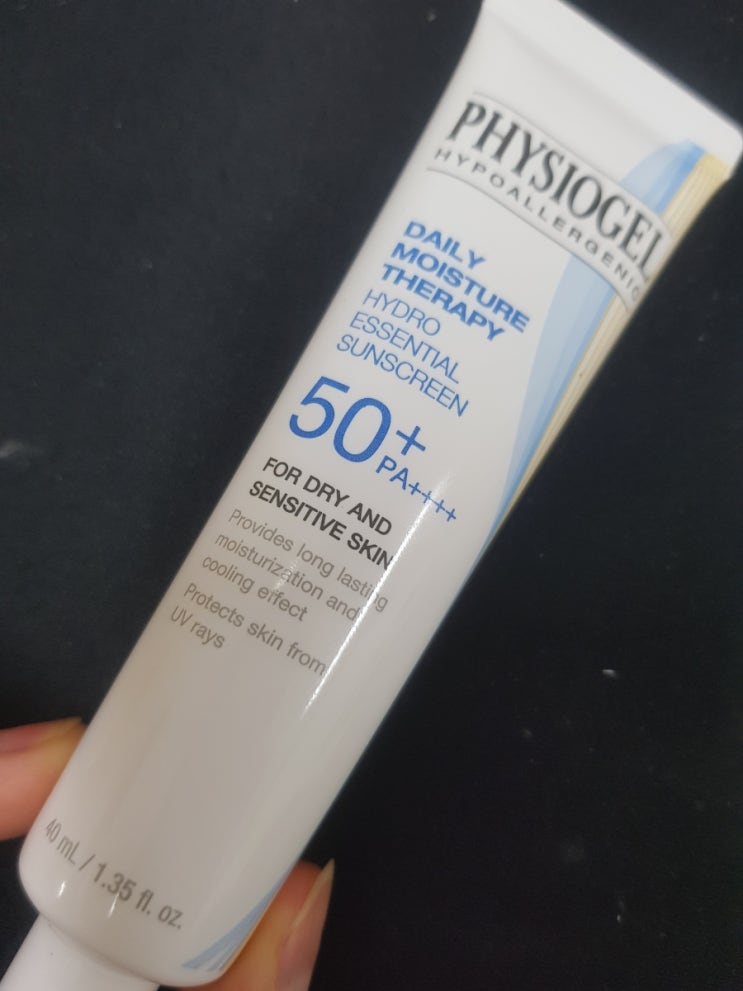 PHYSIOGEL
HYPOALLERGENIC
DAILY
MOISTURE
THERAPY
HYDRO
ESSENTIAL
SUNSCREEN
50+
PA++++
FOR DRY AND
SENSITIVE SKIN
Provides long lasting
moisturization and
cooling effect
Protects skin from
UV rays
40 mL / 1.35 fl. oz.